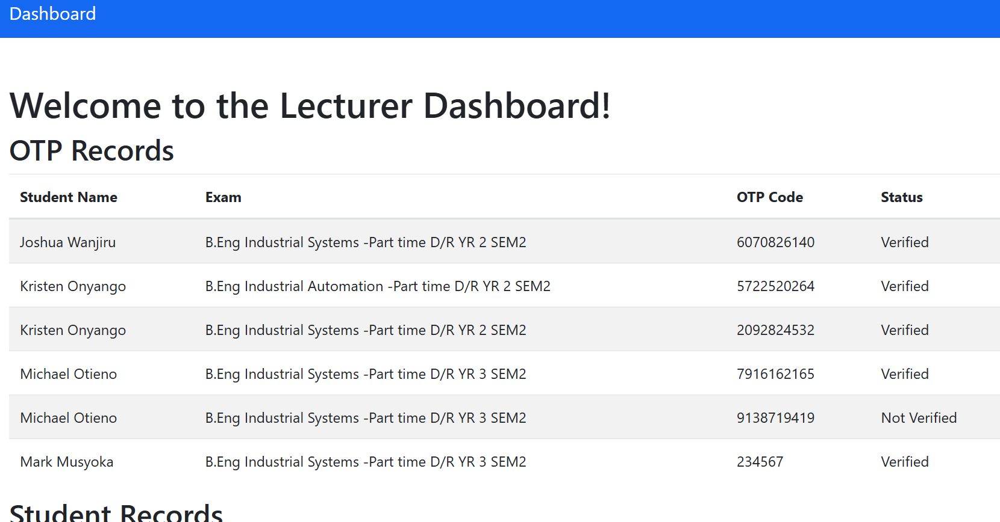 Dashboard
Welcome to the Lecturer Dashboard!
OTP Records
Student Name Exam OTP Code Status
Joshua Wanjiru B.Eng Industrial Systems -Part time D/R YR 2 SEM2 6070826140 Verified
Kristen Onyango B.Eng Industrial Automation -Part time D/R YR 2 SEM2 5722520264 Verified
Kristen Onyango B.Eng Industrial Systems -Part time D/R YR 2 SEM2 2092824532 Verified
Michael Otieno B.Eng Industrial Systems -Part time D/R YR 3 SEM2 7916162165 Verified
Michael Otieno B.Eng Industrial Systems -Part time D/R YR 3 SEM2 9138719419 Not Verified
Mark Musyoka B.Eng Industrial Systems -Part time D/R YR 3 SEM2 234567 Verified
Student Records